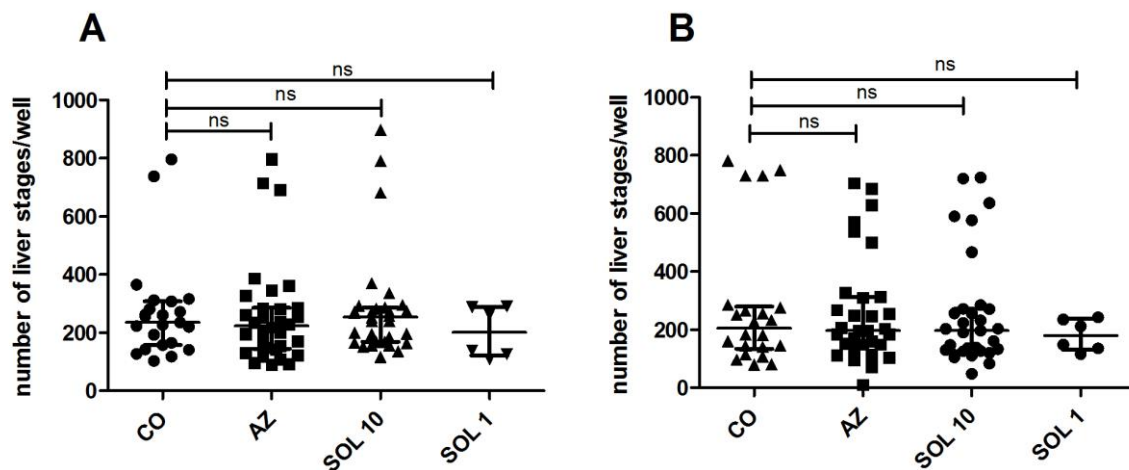 A
ns
ns
ns
number of liver stages/well
1000
800
600
400
200
0
CO
AZ
SOL 10
SOL 1
B
ns
ns
ns
number of liver stages/well
1000
800
600
400
200
0
CO
AZ
SOL 10
SOL 1